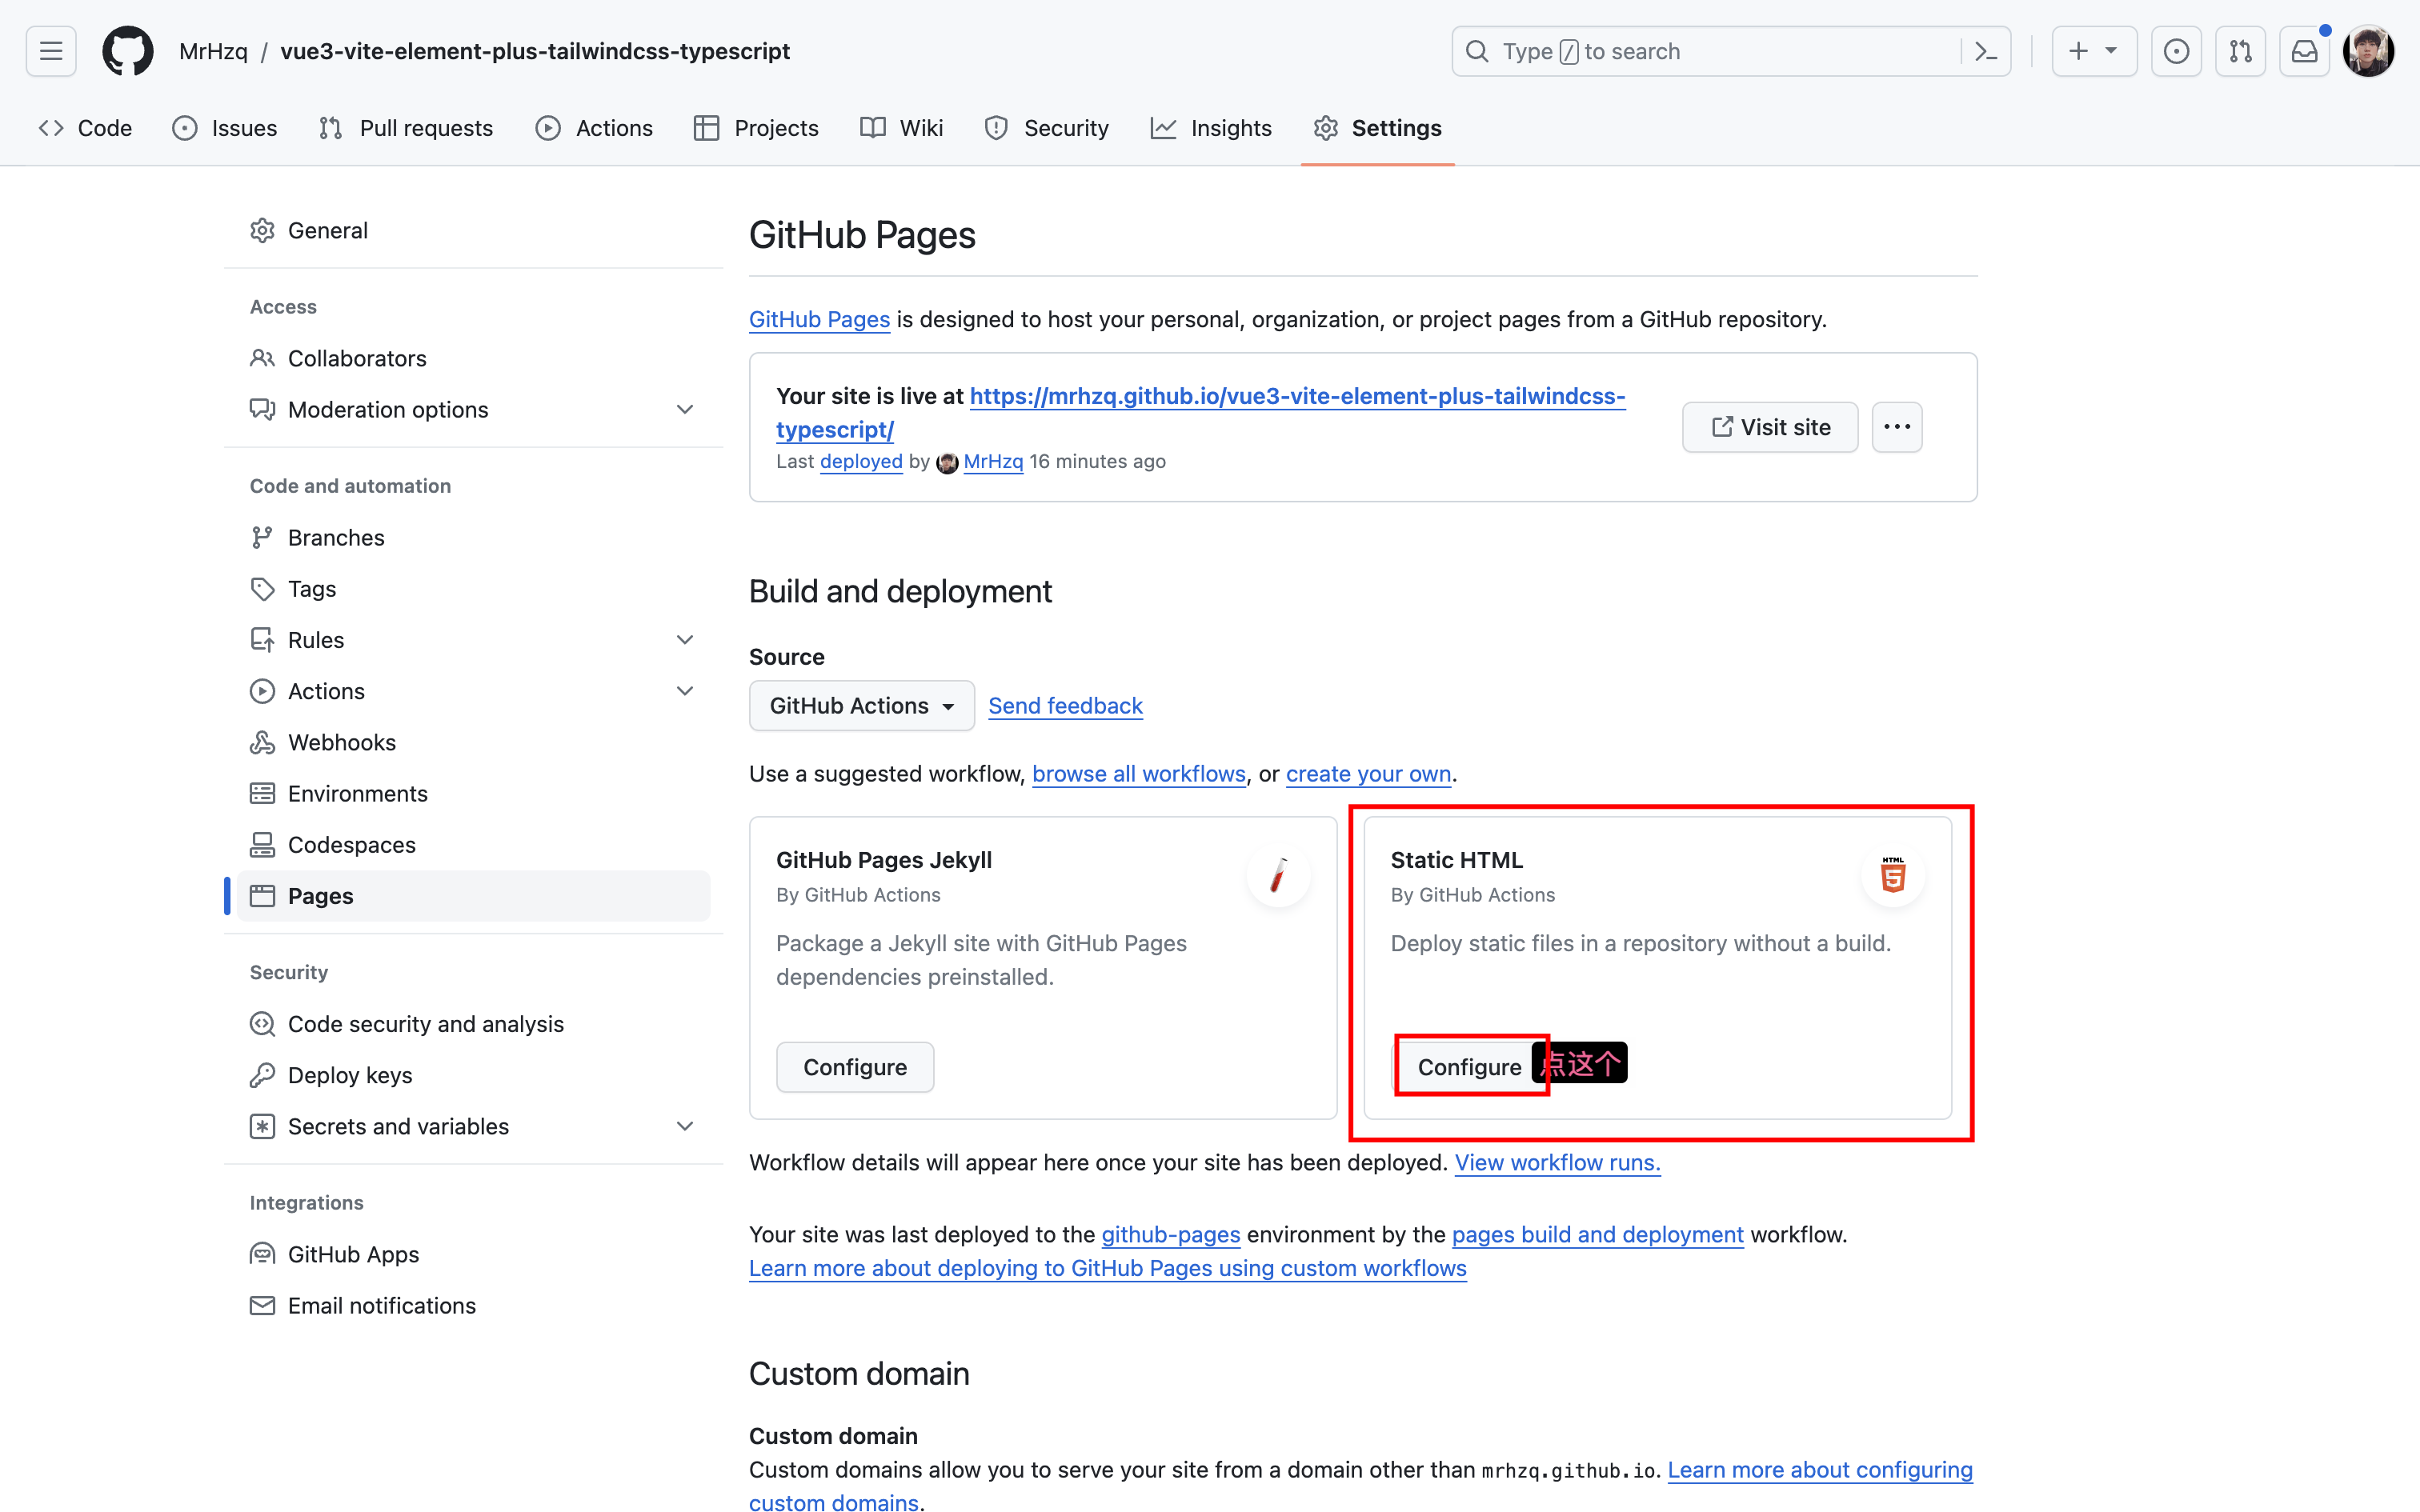 MrHzq / vue3-vite-element-plus-tailwindcss-typescript
Type / to search
Code
Issues
Pull requests
Actions
Projects
Wiki
Security
Insights
Settings
General
Access
Collaborators
Moderation options
Code and automation
Branches
Tags
Rules
Actions
Webhooks
Environments
Codespaces
Pages
Security
Code security and analysis
Deploy keys
Secrets and variables
Integrations
GitHub Apps
Email notifications
GitHub Pages
GitHub Pages is designed to host your personal, organization, or project pages from a GitHub repository.
Your site is live at https://mrhzq.github.io/vue3-vite-element-plus-tailwindcss-
typescript/
Last deployed by MrHzq 16 minutes ago
Visit site
Build and deployment
Source
GitHub Actions
Send feedback
Use a suggested workflow, browse all workflows, or create your own.
GitHub Pages Jekyll
By GitHub Actions
Package a Jekyll site with GitHub Pages
dependencies preinstalled.
Configure
Static HTML
By GitHub Actions
HTML
5
Deploy static files in a repository without a build.
Configure
点这个
Workflow details will appear here once your site has been deployed. View workflow runs.
Your site was last deployed to the github-pages environment by the pages build and deployment workflow.
Learn more about deploying to GitHub Pages using custom workflows
Custom domain
Custom domain
Custom domains allow you to serve your site from a domain other than mrhzq.github.io. Learn more about configuring
custom domains.